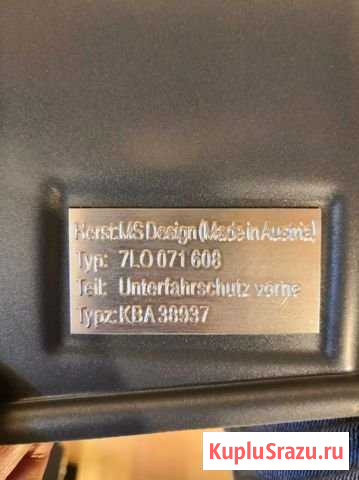 Herst:MS Design (Made in Austria)
Typ: 7LO 071 608
Teil: Unterfahrschutz vorne
Typz: KBA 38937
KupluSrazu.ru